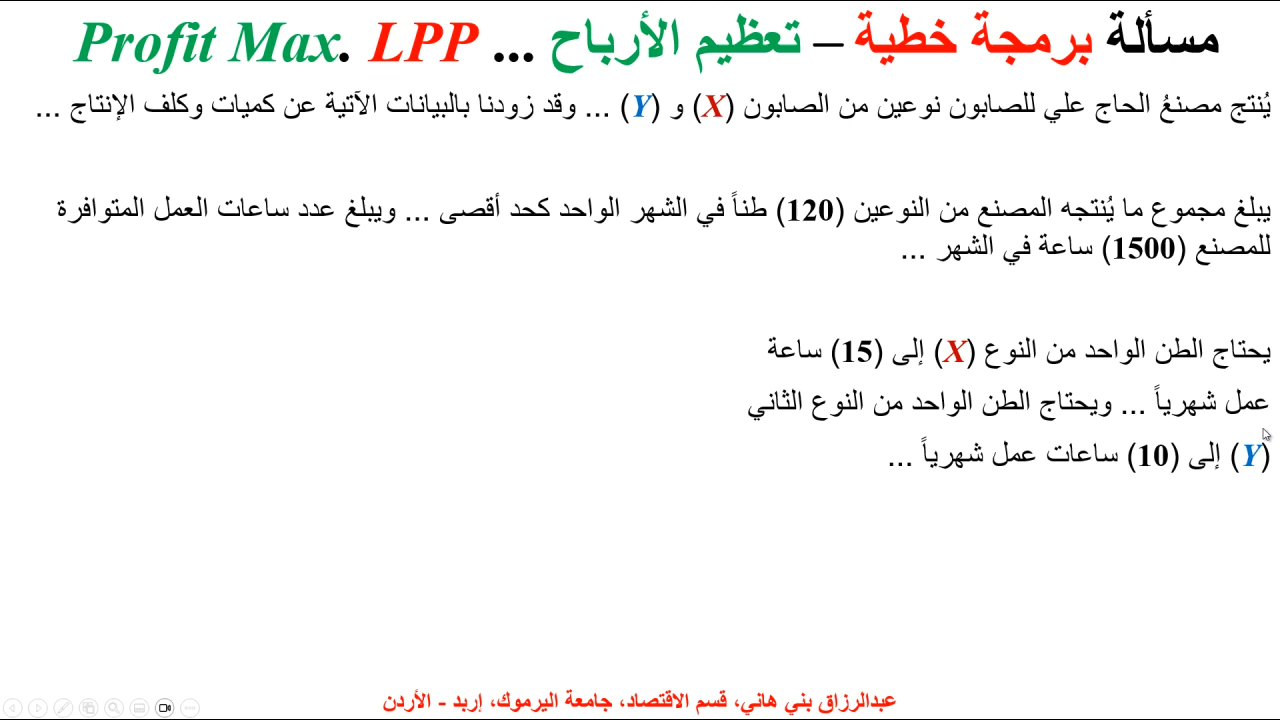 مسألة برمجة خطية – تعظيم الأرباح ... Profit Max. LPP
يُنتج مصنعُ الحاج علي للصابون نوعين من الصابون (X) و (Y) ... وقد زودنا بالبيانات الآتية عن كميات وكلف الإنتاج ...
يبلغ مجموع ما يُنتجه المصنع من النوعين (120) طناً في الشهر الواحد كحد أقصى ... ويبلغ عدد ساعات العمل المتوافرة
للمصنع (1500) ساعة في الشهر ...
يحتاج الطن الواحد من النوع (X) إلى (15) ساعة
عمل شهرياً ... ويحتاج الطن الواحد من النوع الثاني
(Y) إلى (10) ساعات عمل شهرياً ...
عبدالرزاق بني هاني، قسم الاقتصاد، جامعة اليرموك، إربد - الأردن